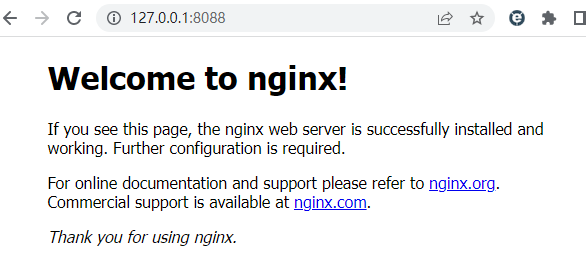 127.0.0.1:8088
Welcome to nginx!
If you see this page, the nginx web server is successfully installed and
working. Further configuration is required.
For online documentation and support please refer to nginx.org.
Commercial support is available at nginx.com.
Thank you for using nginx.